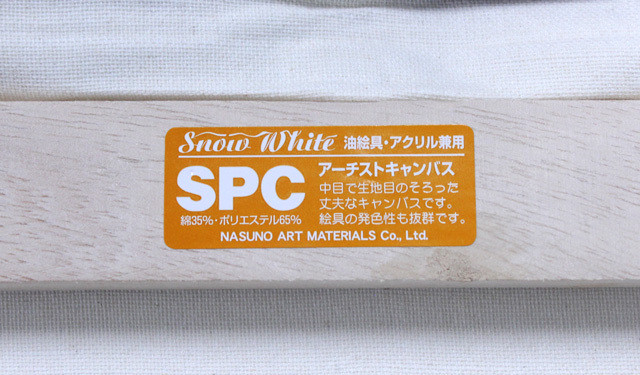 Snow White 油絵具・アクリル兼用
SPC
綿35%・ポリエステル65%
アーチストキャンバス
中目で生地目のそろった
丈夫なキャンバスです。
絵具の発色性も抜群です。
NASUNO ART MATERIALS Co., Ltd.